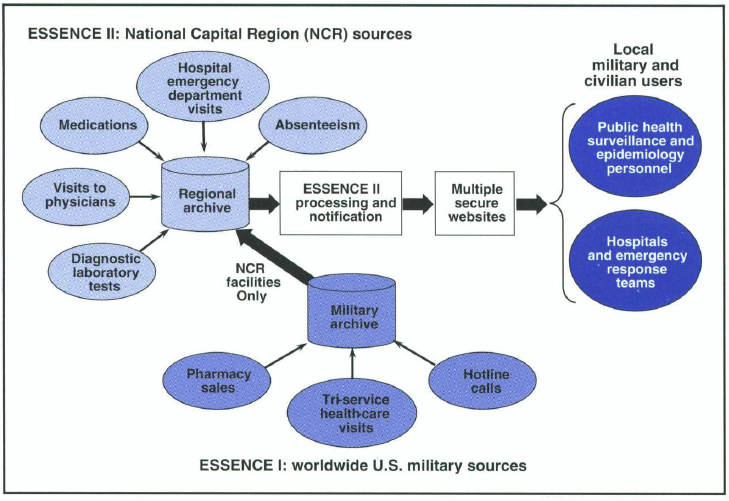 ESSENCE II: National Capital Region (NCR) sources
Local
military and
civilian users
Hospital
emergency
department
visits
Medications
Absenteeism
Visits to
physicians
Regional
archive
ESSENCE II
processing and
notification
Multiple
secure
websites
Public health
surveillance and
epidemiology
personnel
Diagnostic
laboratory
tests
NCR
facilities
Only
Hospitals
and emergency
response
teams
Military
archive
Pharmacy
sales
Tri-service
health-care
visits
Hotline
calls
ESSENCE I: worldwide U.S. military sources